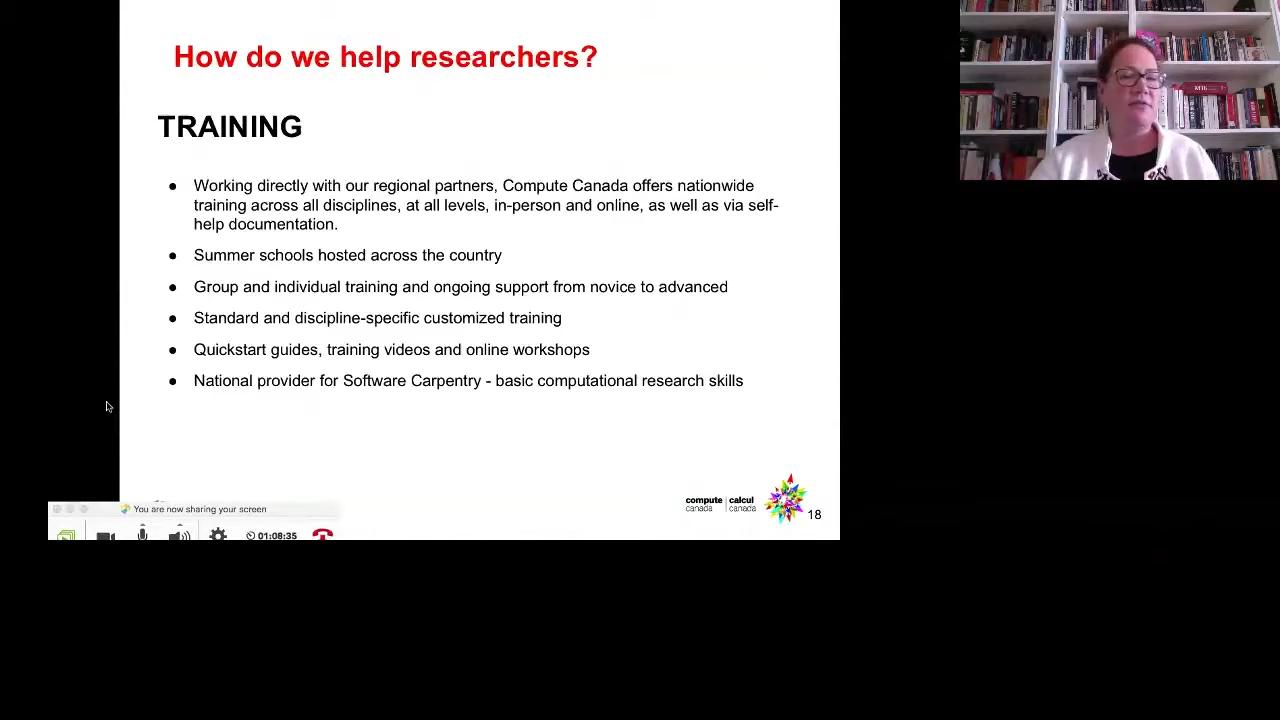 How do we help researchers?
TRAINING
● Working directly with our regional partners, Compute Canada offers nationwide
training across all disciplines, at all levels, in-person and online, as well as via self-
help documentation.
● Summer schools hosted across the country
● Group and individual training and ongoing support from novice to advanced
● Standard and discipline-specific customized training
● Quickstart guides, training videos and online workshops
● National provider for Software Carpentry - basic computational research skills
compute | calcul
canada | canada
18
You are now sharing your screen
01:08:35